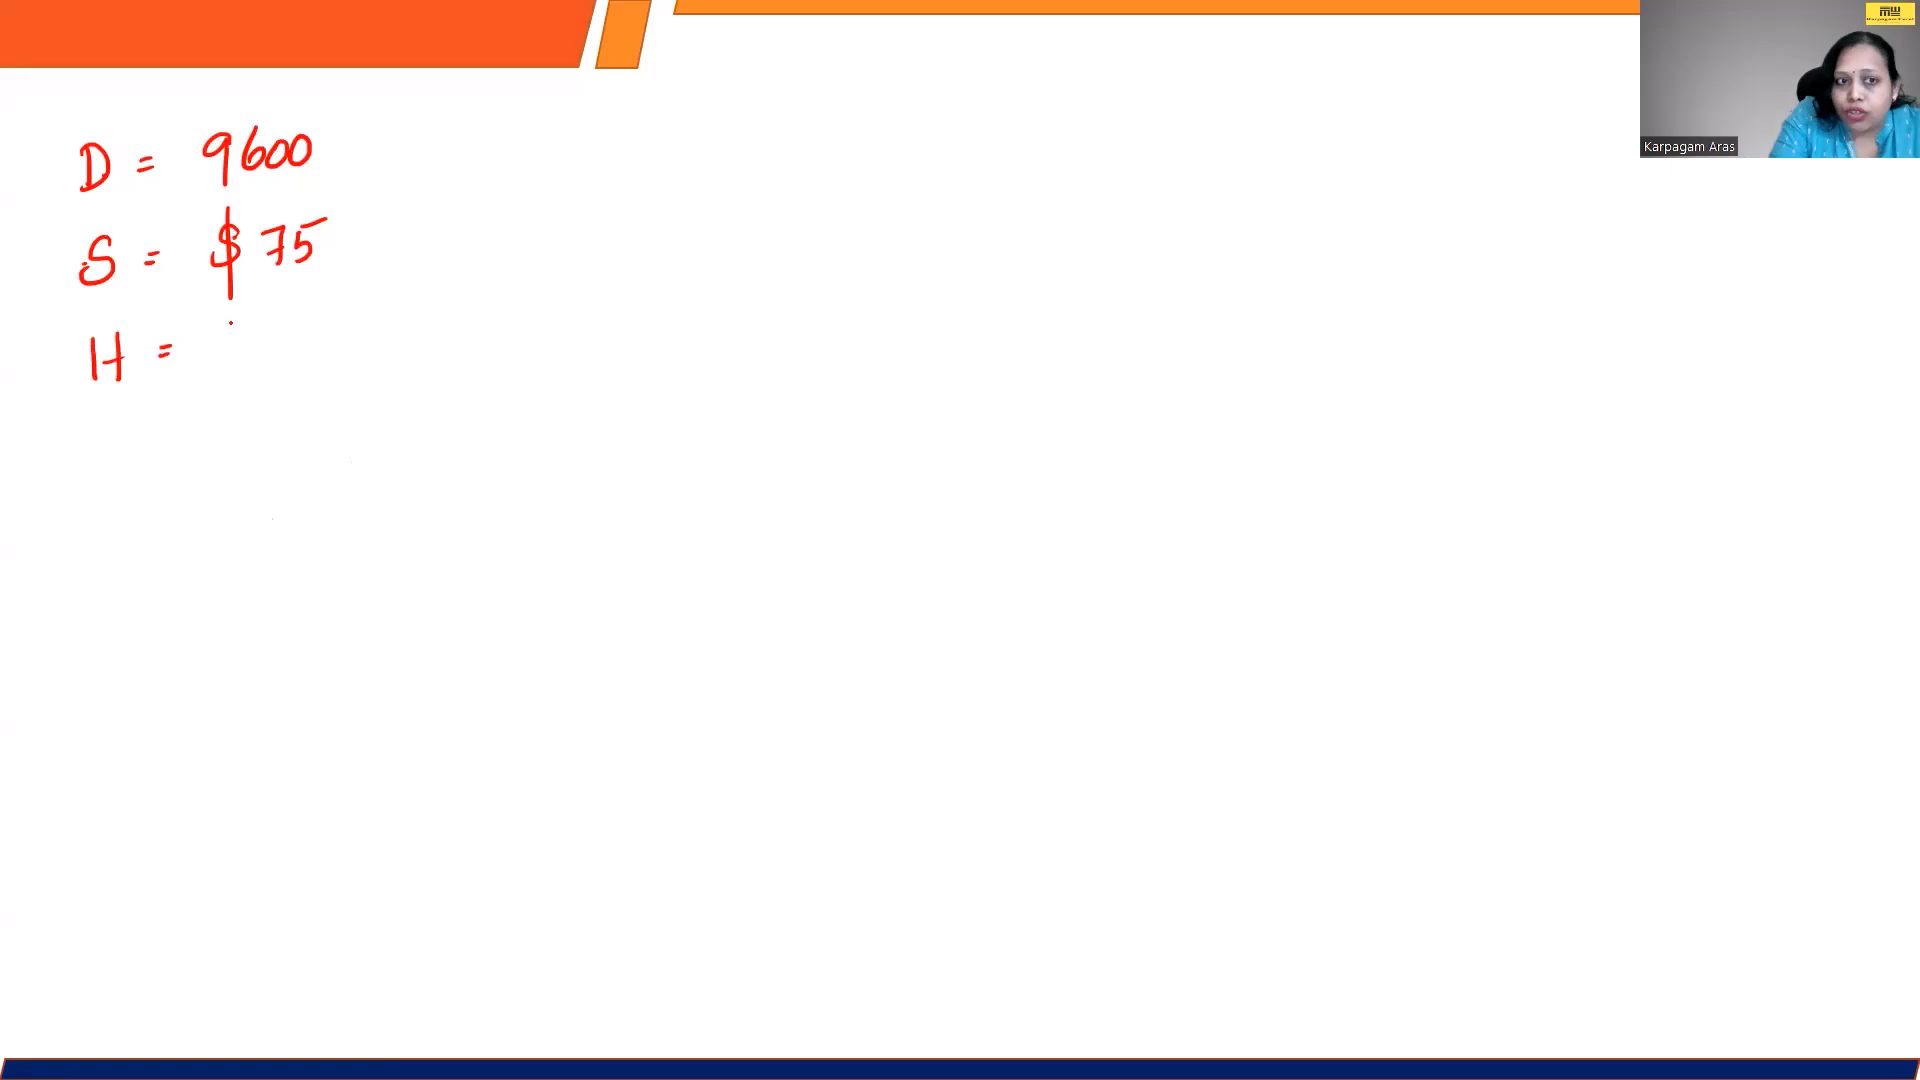 D = 9600
S = $ 75
H =
Karpagam Aras